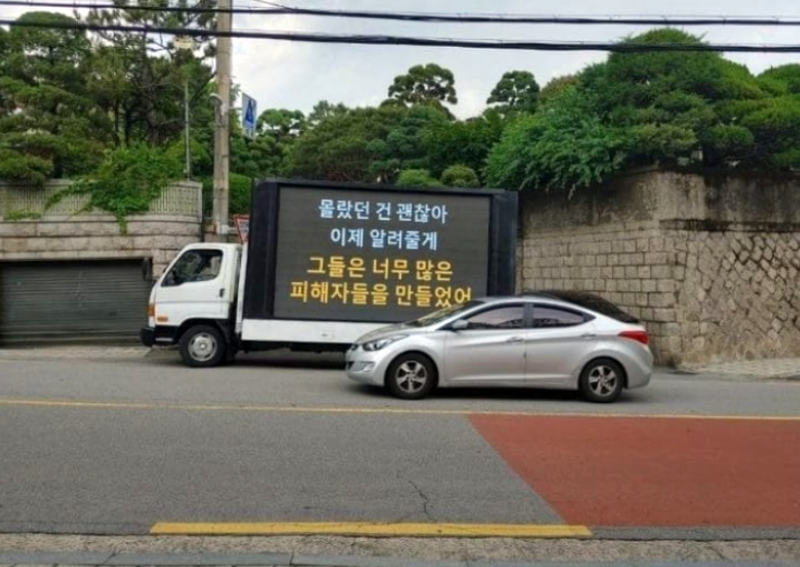 몰랐던 건 괜찮아
이제 알려줄게
그들은 너무 많은
피해자들을 만들었어